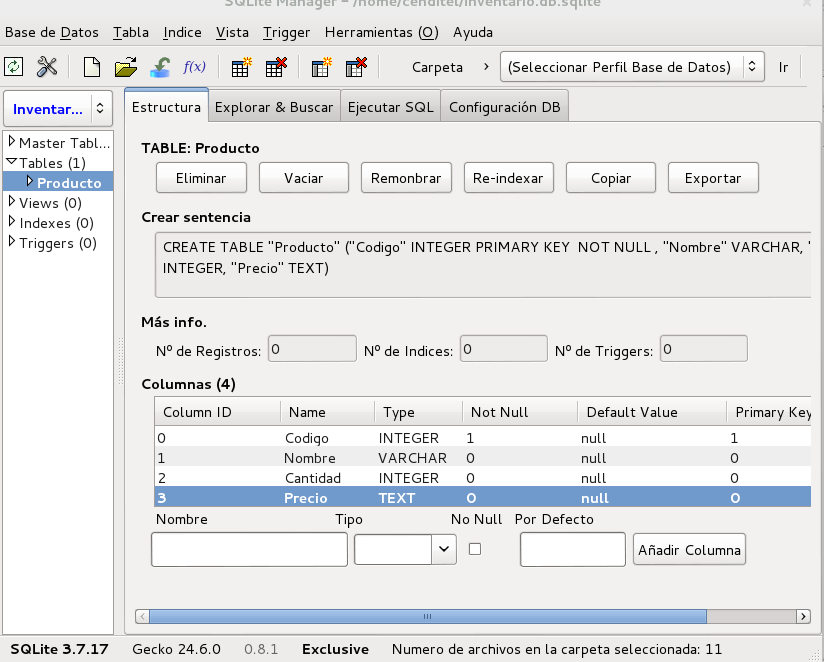 SQLite Manager - /home/cenditel/inventario.db.sqlite
Base de Datos Tabla Indice Vista Trigger Herramientas (O) Ayuda
f(x) Carpeta (Seleccionar Perfil Base de Datos) Ir
Inventar... Estructura Explorar & Buscar Ejecutar SQL Configuración DB
Master Tabl...
Tables (1)
Producto
Views (0)
Indexes (0)
Triggers (0)
TABLE: Producto
Eliminar Vaciar Remonbrar Re-indexar Copiar Exportar
Crear sentencia
CREATE TABLE "Producto" ("Codigo" INTEGER PRIMARY KEY  NOT NULL , "Nombre" VARCHAR, "
INTEGER, "Precio" TEXT)
Más info.
Nº de Registros: 0 Nº de Indices: 0 Nº de Triggers: 0
Columnas (4)
Column ID Name Type Not Null Default Value Primary Key
0 Codigo INTEGER 1 null 1
1 Nombre VARCHAR 0 null 0
2 Cantidad INTEGER 0 null 0
3 Precio TEXT 0 null 0
Nombre Tipo No Null Por Defecto
Añadir Columna
SQLite 3.7.17 Gecko 24.6.0 0.8.1 Exclusive Numero de archivos en la carpeta seleccionada: 11